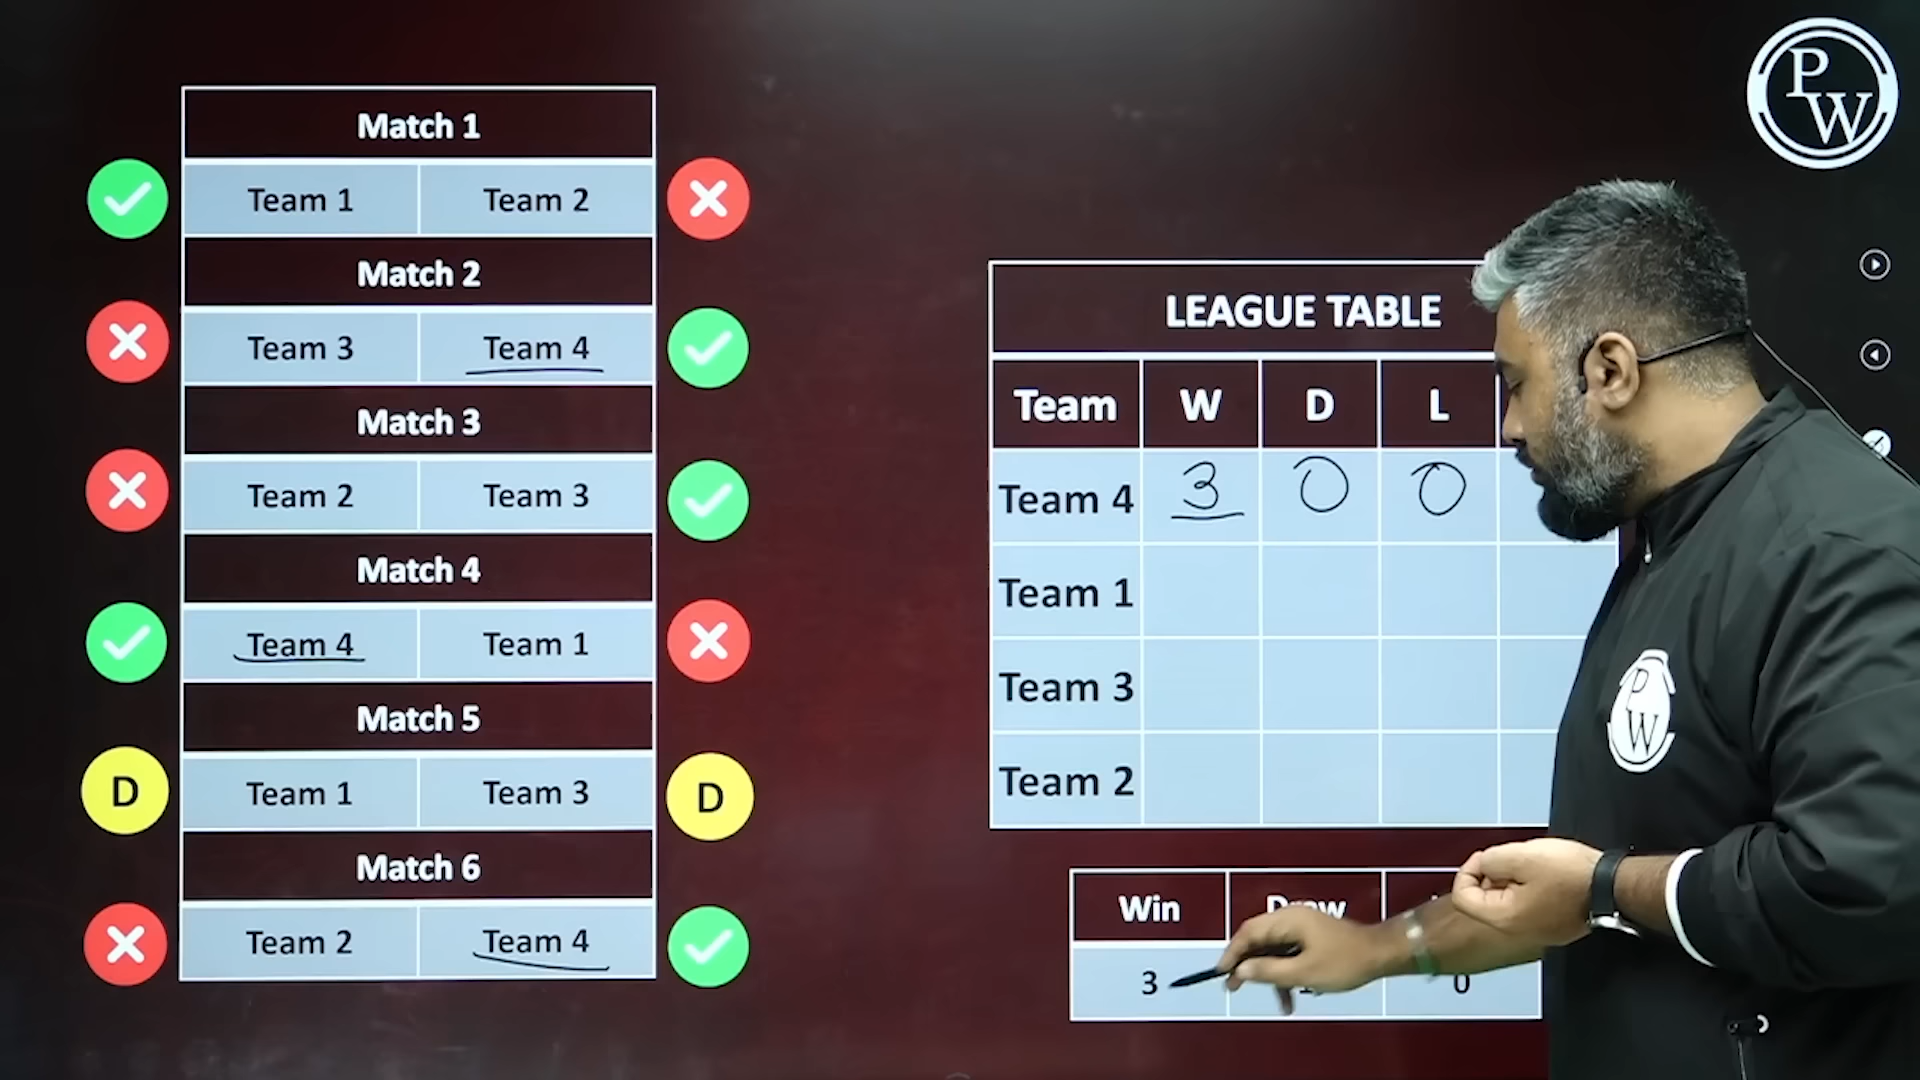 Match 1
Team 1 Team 2
Match 2
Team 3 Team 4
Match 3
Team 2 Team 3
Match 4
Team 4 Team 1
Match 5
D Team 1 Team 3 D
Match 6
Team 2 Team 4
PW
LEAGUE TABLE
Team W D L
Team 4 3 0 0
Team 1
Team 3
Team 2
PW
Win Draw
3 0